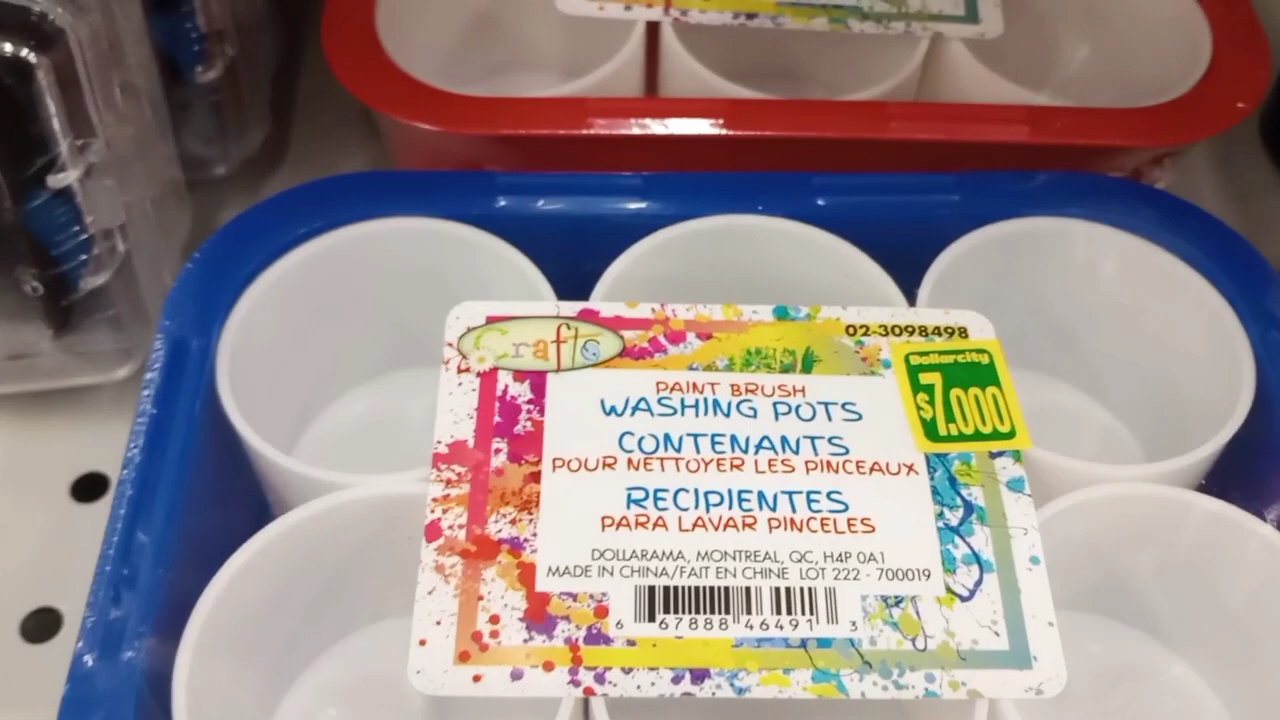 Crafts
02-3098498
Dollarcity
$7.000
PAINT BRUSH
WASHING POTS
CONTENANTS
POUR NETTOYER LES PINCEAUX
RECIPIENTES
PARA LAVAR PINCELES
DOLLARAMA, MONTREAL, QC, H4P 0A1
MADE IN CHINA/FAIT EN CHINE LOT 222 - 700019
6 67888 46491 3